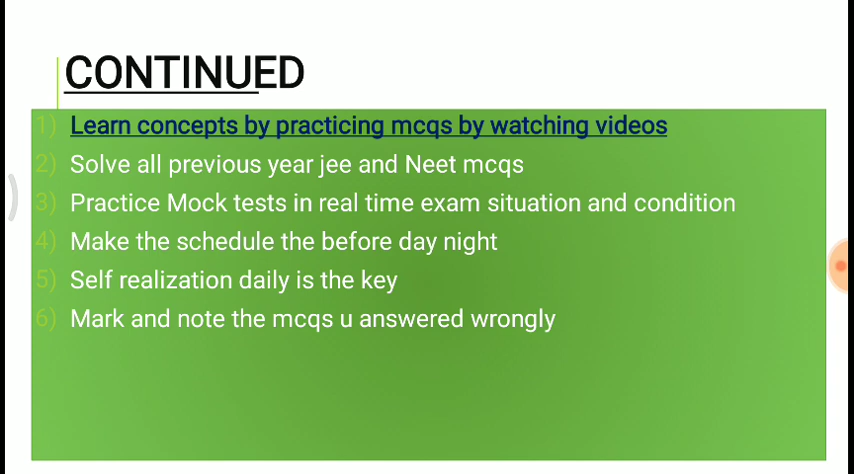 CONTINUED
1) Learn concepts by practicing mcqs by watching videos
2) Solve all previous year jee and Neet mcqs
3) Practice Mock tests in real time exam situation and condition
4) Make the schedule the before day night
5) Self realization daily is the key
6) Mark and note the mcqs u answered wrongly